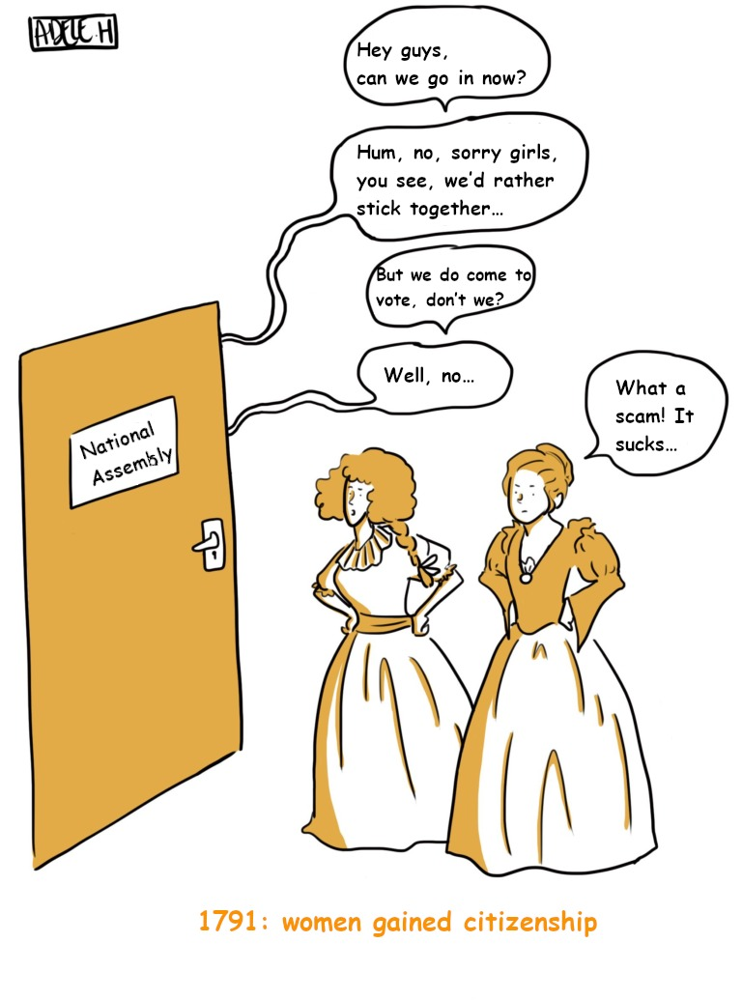 ADELE.H
Hey guys,
can we go in now?
Hum, no, sorry girls,
you see, we'd rather
stick together...
But we do come to
vote, don't we?
Well, no...
What a
scam! It
sucks...
National
Assembly
1791: women gained citizenship